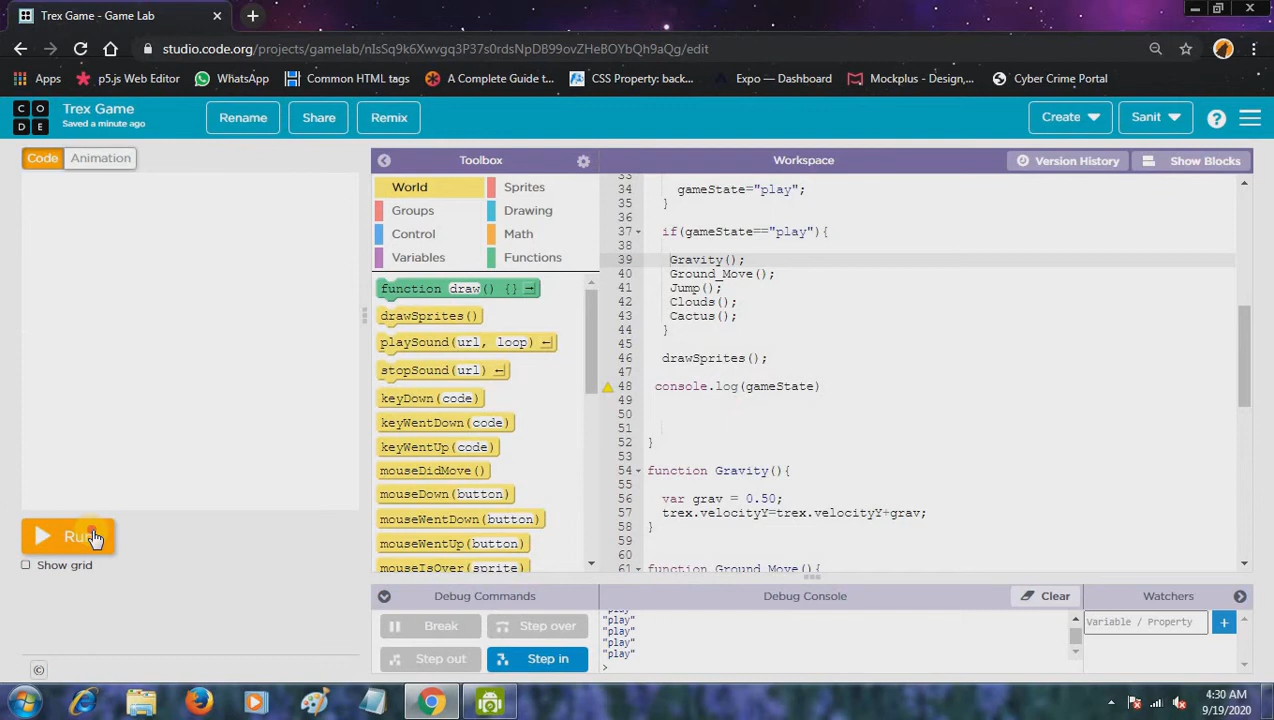 Trex Game - Game Lab
studio.code.org/projects/gamelab/nIsSq9k6Xwvgq3P37s0rdsNpDB99ovZHeBOYbQh9aQg/edit
Apps
p5.js Web Editor
WhatsApp
Common HTML tags
A Complete Guide t...
CSS Property: back...
Expo — Dashboard
Mockplus - Design,...
Cyber Crime Portal
C O
D E
Trex Game
Saved a minute ago
Rename
Share
Remix
Create
Sanit
?
Code
Animation
Toolbox
Workspace
Version History
Show Blocks
World
Sprites
Groups
Drawing
Control
Math
Variables
Functions
function draw() {}
drawSprites()
playSound(url, loop)
stopSound(url)
keyDown(code)
keyWentDown(code)
keyWentUp(code)
mouseDidMove()
mouseDown(button)
mouseWentDown(button)
mouseWentUp(button)
mouseIsOver(sprite)
33
34 gameState="play";
35 }
36
37 if(gameState=="play"){
38
39 Gravity();
40 Ground_Move();
41 Jump();
42 Clouds();
43 Cactus();
44 }
45
46 drawSprites();
47
48 console.log(gameState)
49
50
51
52 }
53
54 function Gravity(){
55
56 var grav = 0.50;
57 trex.velocityY=trex.velocityY+grav;
58 }
59
60
61 function Ground_Move(){
Show grid
©
Debug Commands
Debug Console
Clear
Watchers
Break
Step over
Step out
Step in
"play"
"play"
"play"
"play"
"play"
>
Variable / Property
+
4:30 AM
9/19/2020